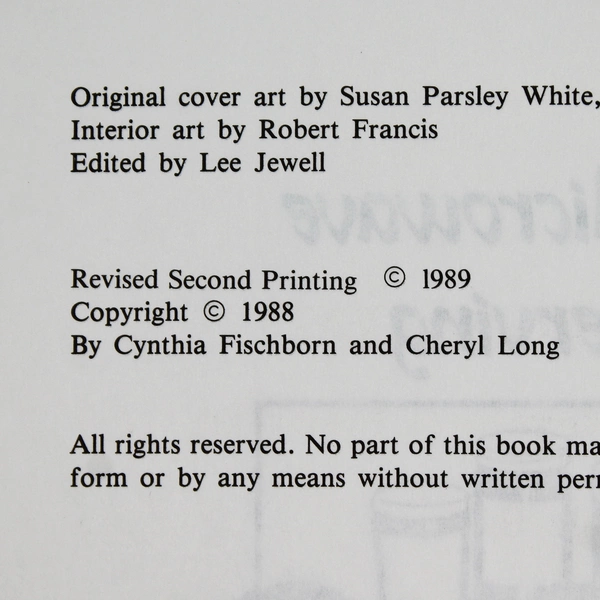 Original cover art by Susan Parsley White,
Interior art by Robert Francis
Edited by Lee Jewell
Revised Second Printing © 1989
Copyright © 1988
By Cynthia Fischborn and Cheryl Long
All rights reserved. No part of this book ma
form or by any means without written perr